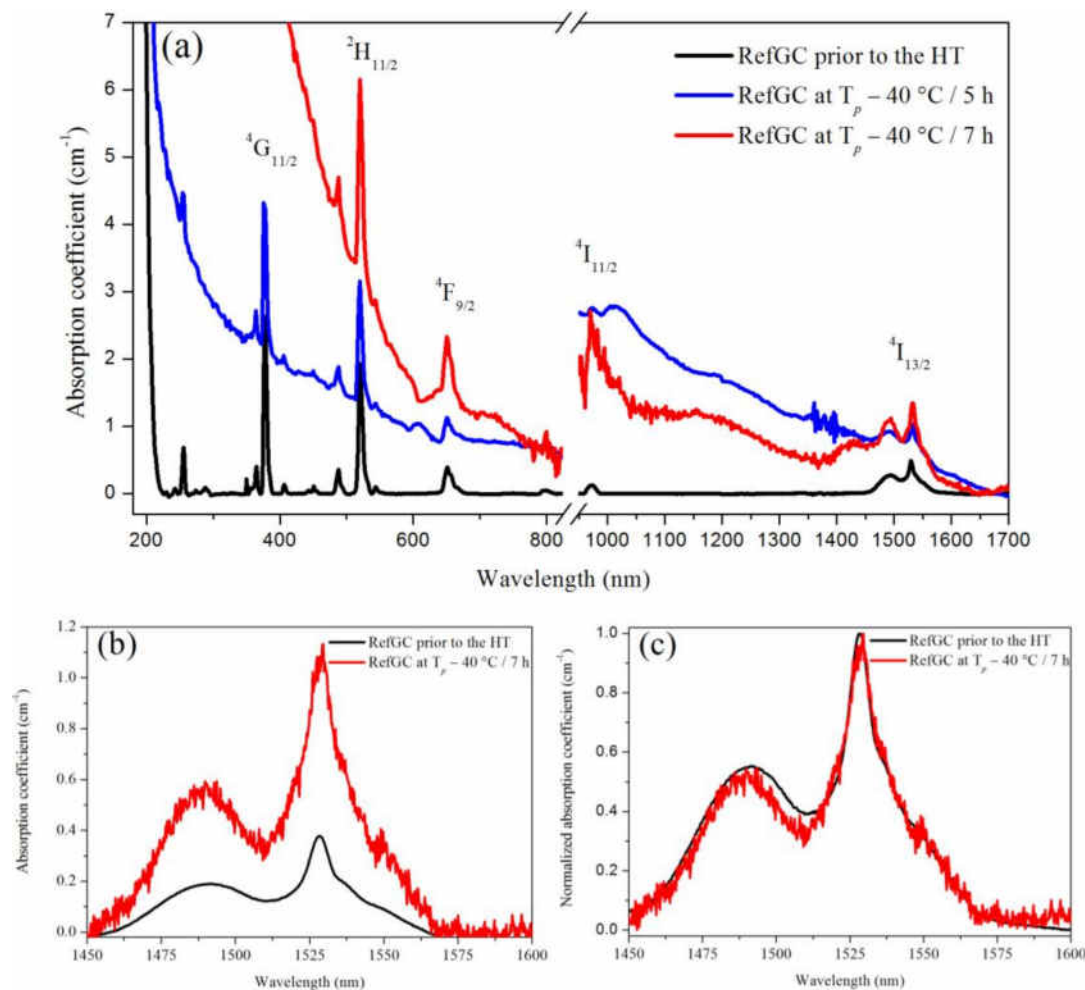 (a)
RefGC prior to the HT
RefGC at Tₚ – 40 °C / 5 h
RefGC at Tₚ – 40 °C / 7 h
²H₁₁/₂
⁴G₁₁/₂
⁴F₉/₂
⁴I₁₁/₂
⁴I₁₃/₂
Absorption coefficient (cm⁻¹)
7
6
5
4
3
2
1
0
200 400 600 800 1000 1100 1200 1300 1400 1500 1600 1700
Wavelength (nm)
(b)
RefGC prior to the HT
RefGC at Tₚ – 40 °C / 7 h
Absorption coefficient (cm⁻¹)
1.2
1.0
0.8
0.6
0.4
0.2
0.0
1450 1475 1500 1525 1550 1575 1600
Wavelength (nm)
(c)
RefGC prior to the HT
RefGC at Tₚ – 40 °C / 7 h
Normalized absorption coefficient (cm⁻¹)
1.0
0.8
0.6
0.4
0.2
0.0
1450 1475 1500 1525 1550 1575 1600
Wavelength (nm)